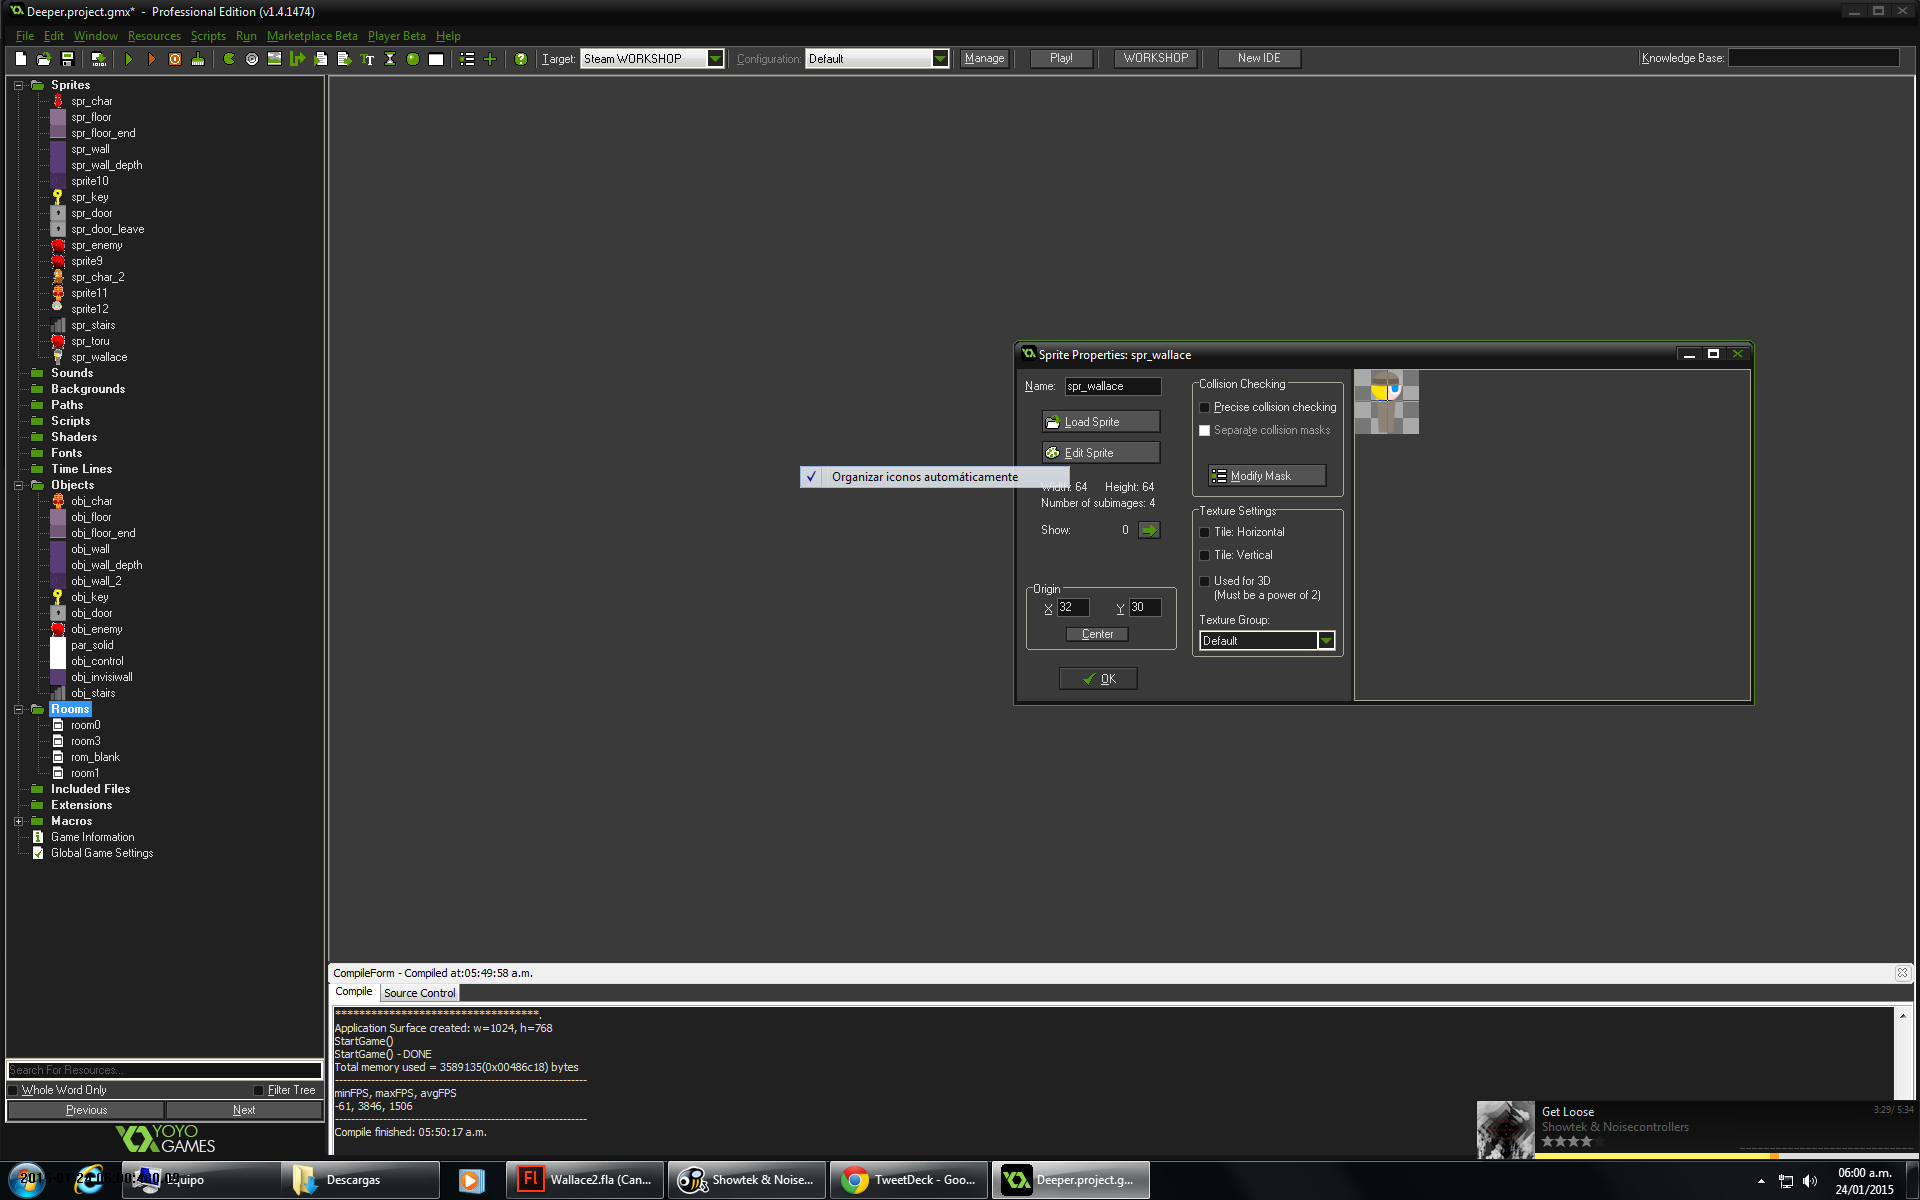 Deeper.project.gmx*  -  Professional Edition (v1.4.1474)
File Edit Window Resources Scripts Run Marketplace Beta Player Beta Help
Target: Steam WORKSHOP Configuration: Default Manage Play! WORKSHOP New IDE Knowledge Base:
Sprites
spr_char
spr_floor
spr_floor_end
spr_wall
spr_wall_depth
sprite10
spr_key
spr_door
spr_door_leave
spr_enemy
sprite9
spr_char_2
sprite11
sprite12
spr_stairs
spr_toru
spr_wallace
Sounds
Backgrounds
Paths
Scripts
Shaders
Fonts
Time Lines
Objects
obj_char
obj_floor
obj_floor_end
obj_wall
obj_wall_depth
obj_wall_2
obj_key
obj_door
obj_enemy
par_solid
obj_control
obj_invisiwall
obj_stairs
Rooms
room0
room3
rom_blank
room1
Included Files
Extensions
Macros
Game Information
Global Game Settings
Search For Resources...
Whole Word Only Filter Tree
Previous Next
YOYO
GAMES
Sprite Properties: spr_wallace
Name: spr_wallace
Load Sprite
Edit Sprite
Organizar iconos automáticamente
Width: 64 Height: 64
Number of subimages: 4
Show: 0
Origin
X 32 Y 30
Center
OK
Collision Checking
Precise collision checking
Separate collision masks
Modify Mask
Texture Settings
Tile: Horizontal
Tile: Vertical
Used for 3D
(Must be a power of 2)
Texture Group:
Default
CompileForm - Compiled at:05:49:58 a.m.
Compile Source Control
Application Surface created: w=1024, h=768
StartGame()
StartGame() - DONE
Total memory used = 3589135(0x00486c18) bytes
minFPS, maxFPS, avgFPS
-61, 3846, 1506
Compile finished: 05:50:17 a.m.
Get Loose 3:29/ 5:34
Showtek & Noisecontrollers
Equipo
Descargas
Wallace2.fla (Can...
Showtek & Noise...
TweetDeck - Goo...
Deeper.project.g...
06:00 a.m.
24/01/2015